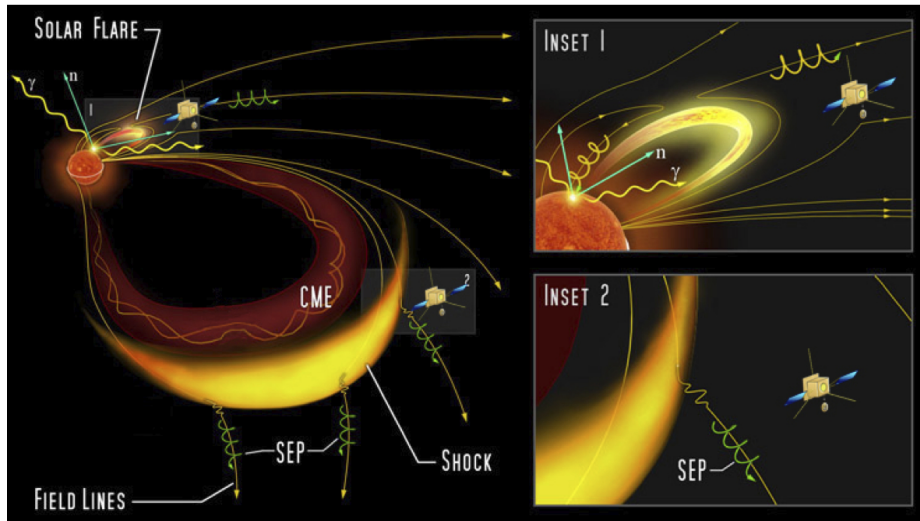 SOLAR FLARE
γ
n
1
CME
2
SEP
SHOCK
FIELD LINES
INSET 1
n
γ
INSET 2
SEP